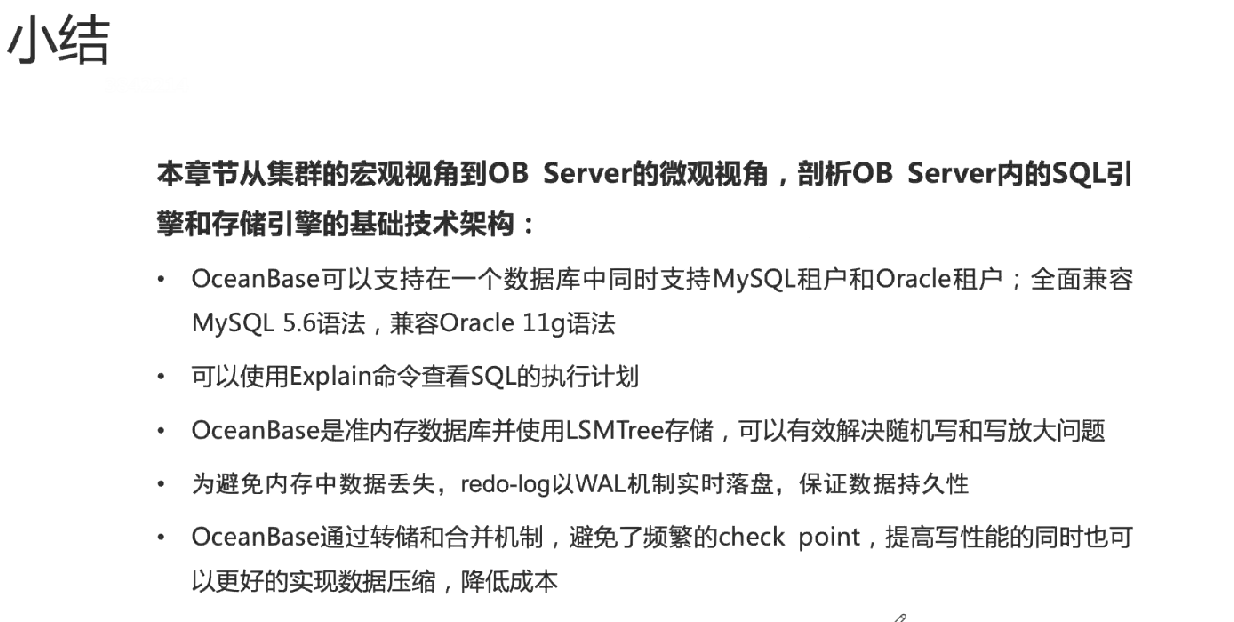 小结
本章节从集群的宏观视角到OB Server的微观视角，剖析OB Server内的SQL引
擎和存储引擎的基础技术架构：
• OceanBase可以支持在一个数据库中同时支持MySQL租户和Oracle租户；全面兼容
MySQL 5.6语法，兼容Oracle 11g语法
• 可以使用Explain命令查看SQL的执行计划
• OceanBase是准内存数据库并使用LSMTree存储，可以有效解决随机写和写放大问题
• 为避免内存中数据丢失，redo-log以WAL机制实时落盘，保证数据持久性
• OceanBase通过转储和合并机制，避免了频繁的check point，提高写性能的同时也可
以更好的实现数据压缩，降低成本